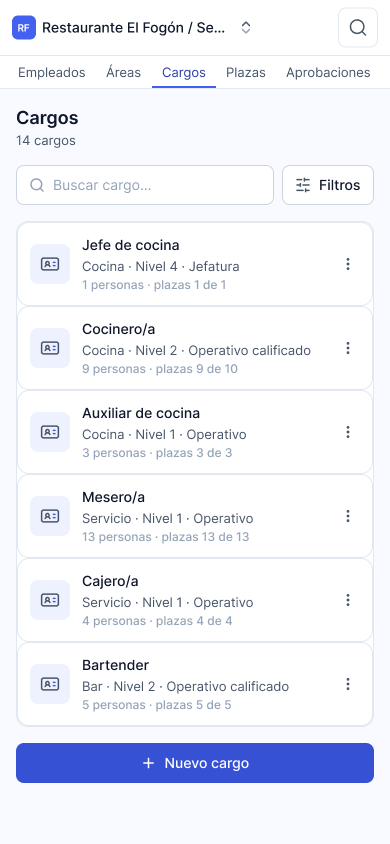 RF Restaurante El Fogón / Se...
Empleados Áreas Cargos Plazas Aprobaciones
Cargos
14 cargos
Buscar cargo... Filtros
Jefe de cocina
Cocina · Nivel 4 · Jefatura
1 personas · plazas 1 de 1
Cocinero/a
Cocina · Nivel 2 · Operativo calificado
9 personas · plazas 9 de 10
Auxiliar de cocina
Cocina · Nivel 1 · Operativo
3 personas · plazas 3 de 3
Mesero/a
Servicio · Nivel 1 · Operativo
13 personas · plazas 13 de 13
Cajero/a
Servicio · Nivel 1 · Operativo
4 personas · plazas 4 de 4
Bartender
Bar · Nivel 2 · Operativo calificado
5 personas · plazas 5 de 5
+ Nuevo cargo